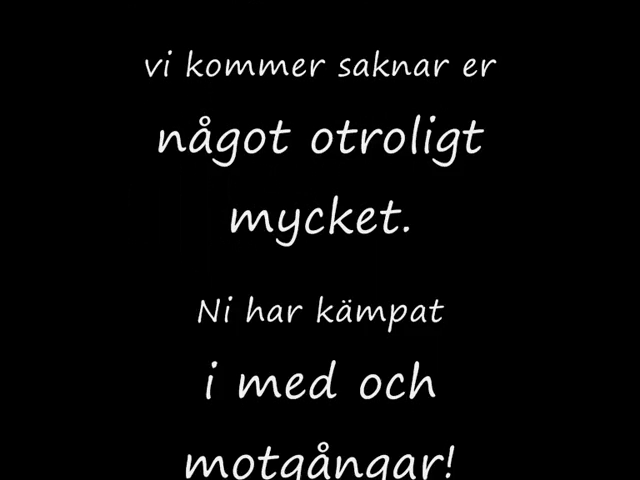 vi kommer saknar er
något otroligt
mycket.
Ni har kämpat
i med och
motgångar!